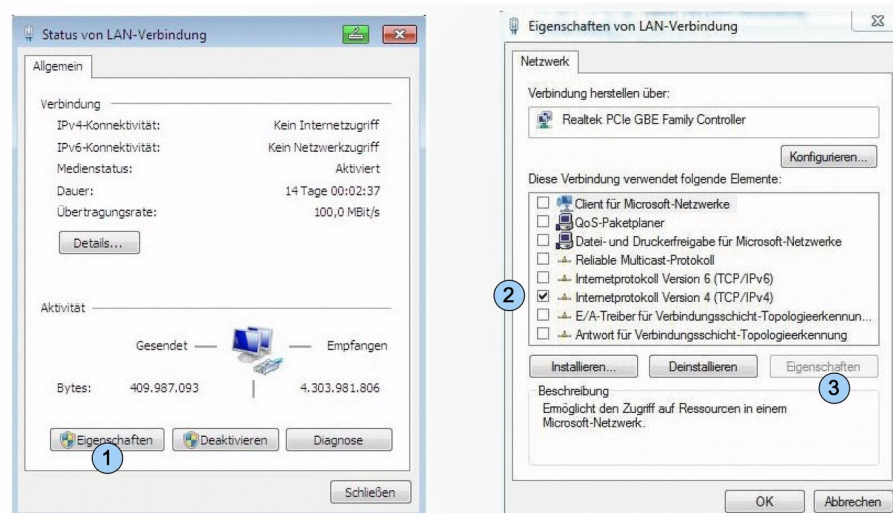 Status von LAN-Verbindung
Allgemein
Verbindung
IPv4-Konnektivität: Kein Internetzugriff
IPv6-Konnektivität: Kein Netzwerkzugriff
Medienstatus: Aktiviert
Dauer: 14 Tage 00:02:37
Übertragungsrate: 100,0 MBit/s
Details...
Aktivität
Gesendet Empfangen
Bytes: 409.987.093 4.303.981.806
Eigenschaften Deaktivieren Diagnose
1
Schließen
Eigenschaften von LAN-Verbindung
Netzwerk
Verbindung herstellen über:
Realtek PCIe GBE Family Controller
Konfigurieren...
Diese Verbindung verwendet folgende Elemente:
Client für Microsoft-Netzwerke
QoS-Paketplaner
Datei- und Druckerfreigabe für Microsoft-Netzwerke
Reliable Multicast-Protokoll
Internetprotokoll Version 6 (TCP/IPv6)
2 Internetprotokoll Version 4 (TCP/IPv4)
E/A-Treiber für Verbindungsschicht-Topologieerkennun...
Antwort für Verbindungsschicht-Topologieerkennung
Installieren... Deinstallieren Eigenschaften
3
Beschreibung
Ermöglicht den Zugriff auf Ressourcen in einem
Microsoft-Netzwerk.
OK Abbrechen